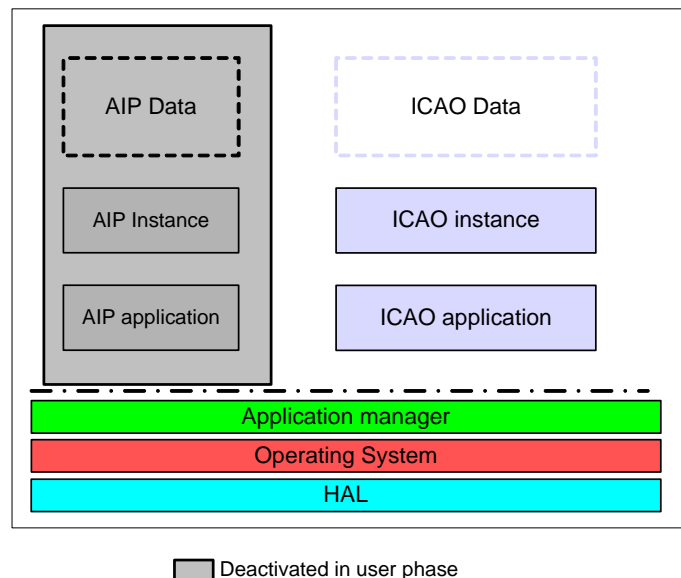 AIP Data
ICAO Data
AIP Instance
ICAO instance
AIP application
ICAO application
Application manager
Operating System
HAL
Deactivated in user phase